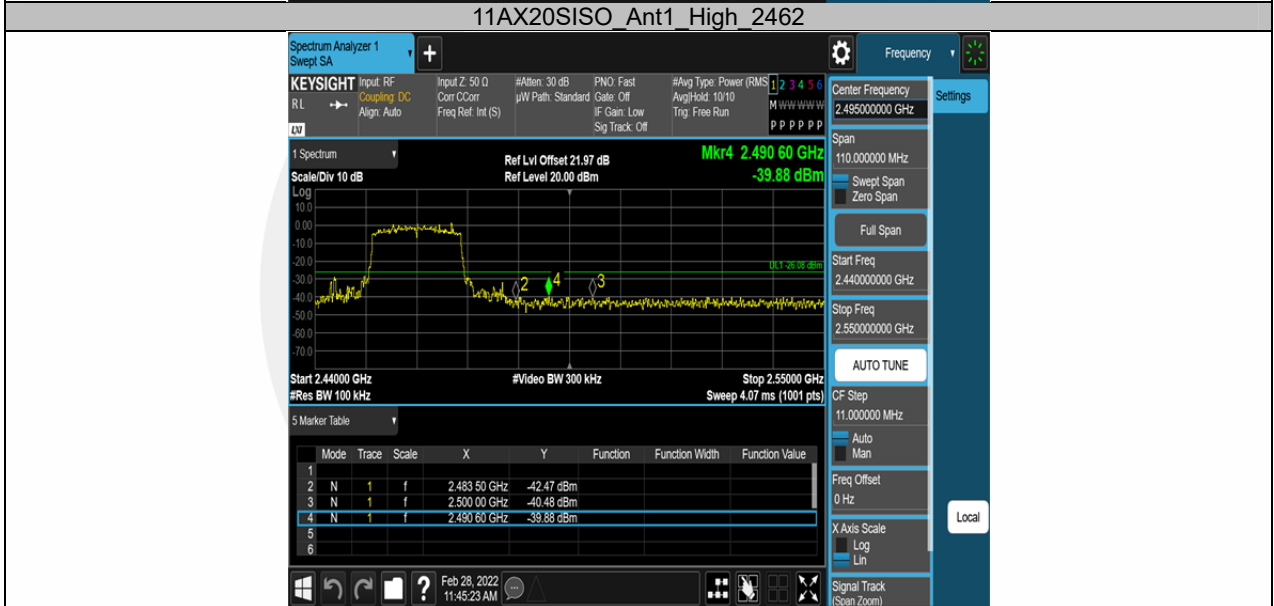 11AX20SISO_Ant1_High_2462
Spectrum Analyzer 1
Swept SA
Frequency
KEYSIGHT
RL
Input: RF
Coupling: DC
Align: Auto
Input Z: 50 Ω
Corr CCorr
Freq Ref: Int (S)
#Atten: 30 dB
µW Path: Standard
PNO: Fast
Gate: Off
IF Gain: Low
Sig Track: Off
#Avg Type: Power (RMS
Avg|Hold: 10/10
Trig: Free Run
1 2 3 4 5 6
M W W W W W
P P P P P P
LXI
1 Spectrum
Scale/Div 10 dB
Ref Lvl Offset 21.97 dB
Ref Level 20.00 dBm
Mkr4 2.490 60 GHz
-39.88 dBm
Log
10.0
0.00
-10.0
-20.0
-30.0
-40.0
-50.0
-60.0
-70.0
DL1 -26.08 dBm
2
4
3
Start 2.44000 GHz
#Res BW 100 kHz
#Video BW 300 kHz
Stop 2.55000 GHz
Sweep 4.07 ms (1001 pts)
5 Marker Table
Mode Trace Scale X Y Function Function Width Function Value
1
2 N 1 f 2.483 50 GHz -42.47 dBm
3 N 1 f 2.500 00 GHz -40.48 dBm
4 N 1 f 2.490 60 GHz -39.88 dBm
5
6
?
Feb 28, 2022
11:45:23 AM
Center Frequency
2.495000000 GHz
Settings
Span
110.000000 MHz
Swept Span
Zero Span
Full Span
Start Freq
2.440000000 GHz
Stop Freq
2.550000000 GHz
AUTO TUNE
CF Step
11.000000 MHz
Auto
Man
Freq Offset
0 Hz
X Axis Scale
Log
Lin
Local
Signal Track
(Span Zoom)